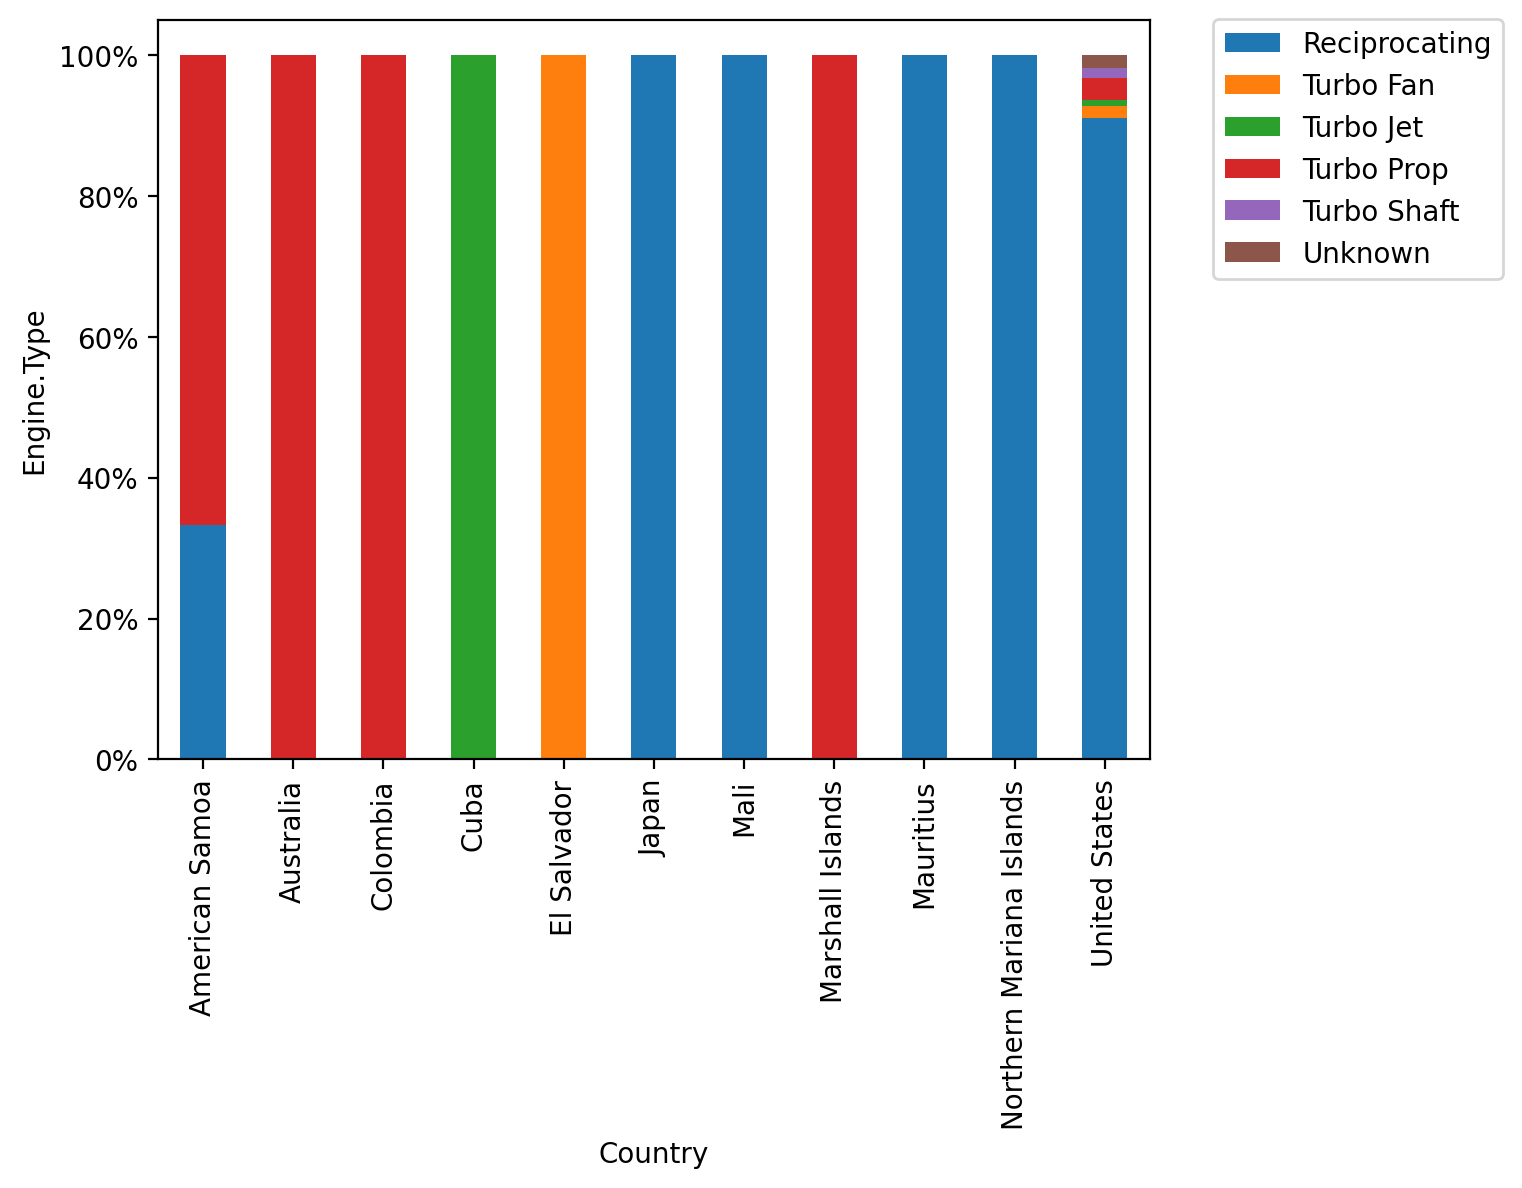 Reciprocating
Turbo Fan
Turbo Jet
Turbo Prop
Turbo Shaft
Unknown
100%
80%
60%
40%
20%
0%
Engine.Type
American Samoa
Australia
Colombia
Cuba
El Salvador
Japan
Mali
Marshall Islands
Mauritius
Northern Mariana Islands
United States
Country